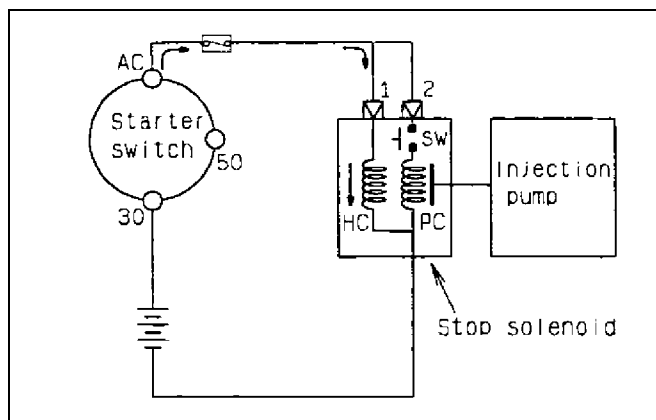 AC
1 2
Starter
switch
50
30
SW
HC PC
Injection
pump
Stop solenoid